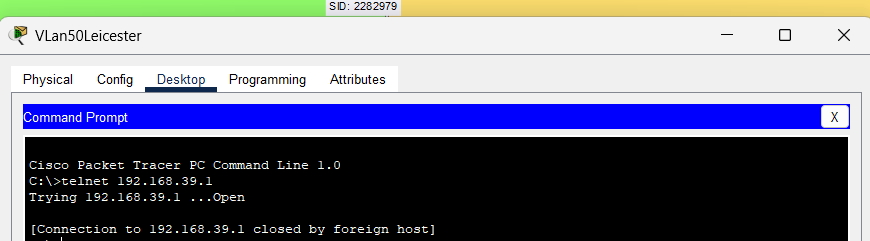 SID: 2282979
VLan50Leicester
Physical Config Desktop Programming Attributes
Command Prompt X
Cisco Packet Tracer PC Command Line 1.0
C:\>telnet 192.168.39.1
Trying 192.168.39.1 ...Open
[Connection to 192.168.39.1 closed by foreign host]